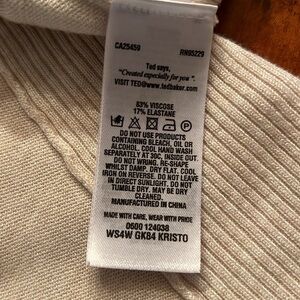 CA25459 RN95229
Ted says,
"Created especially for you".
VISIT TED@www.tedbaker.com
83% VISCOSE
17% ELASTANE
DO NOT USE PRODUCTS
CONTAINING BLEACH, OIL OR
ALCOHOL. COOL HAND WASH
SEPARATELY AT 30C, INSIDE OUT.
DO NOT WRING. RE-SHAPE
WHILST DAMP. DRY FLAT. COOL
IRON ON REVERSE. DO NOT LEAVE
IN DIRECT SUNLIGHT. DO NOT
TUMBLE DRY. MAY BE DRY
CLEANED.
MANUFACTURED IN CHINA
MADE WITH CARE, WEAR WITH PRIDE
0600 124038
WS4W GK84 KRISTO